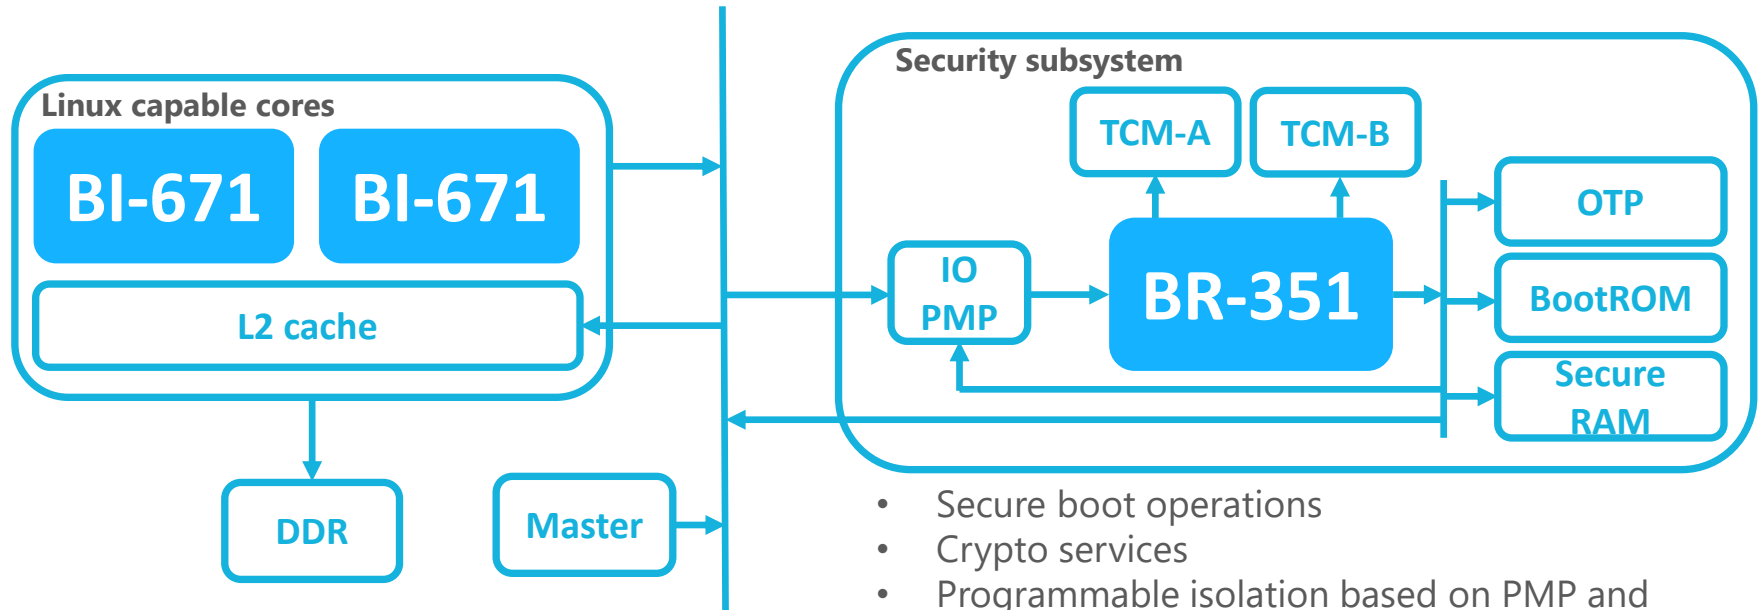 Linux capable cores
BI-671
BI-671
L2 cache
DDR
Master
Security subsystem
TCM-A
TCM-B
IO
PMP
BR-351
OTP
BootROM
Secure
RAM
• Secure boot operations
• Crypto services
• Programmable isolation based on PMP and